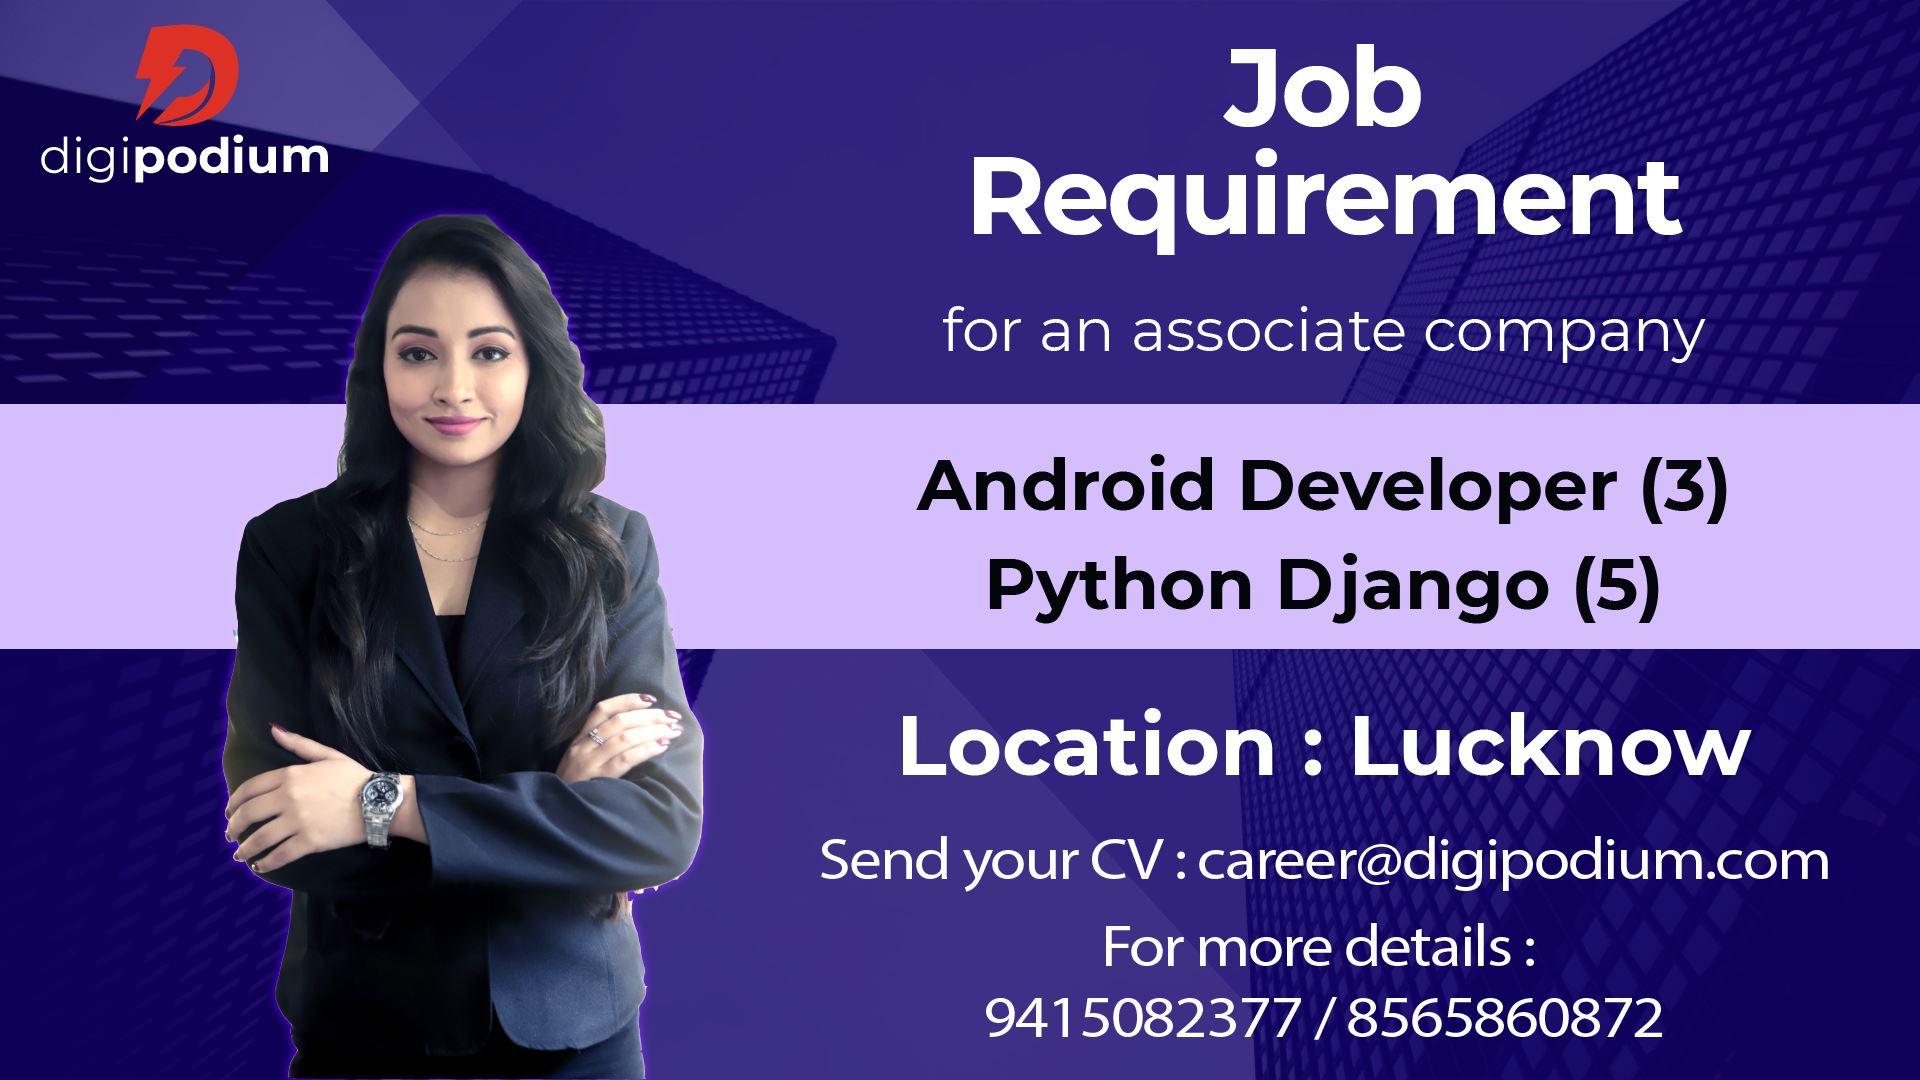 digipodium
Job
Requirement
for an associate company
Android Developer (3)
Python Django (5)
Location : Lucknow
Send your CV : career@digipodium.com
For more details :
9415082377 / 8565860872